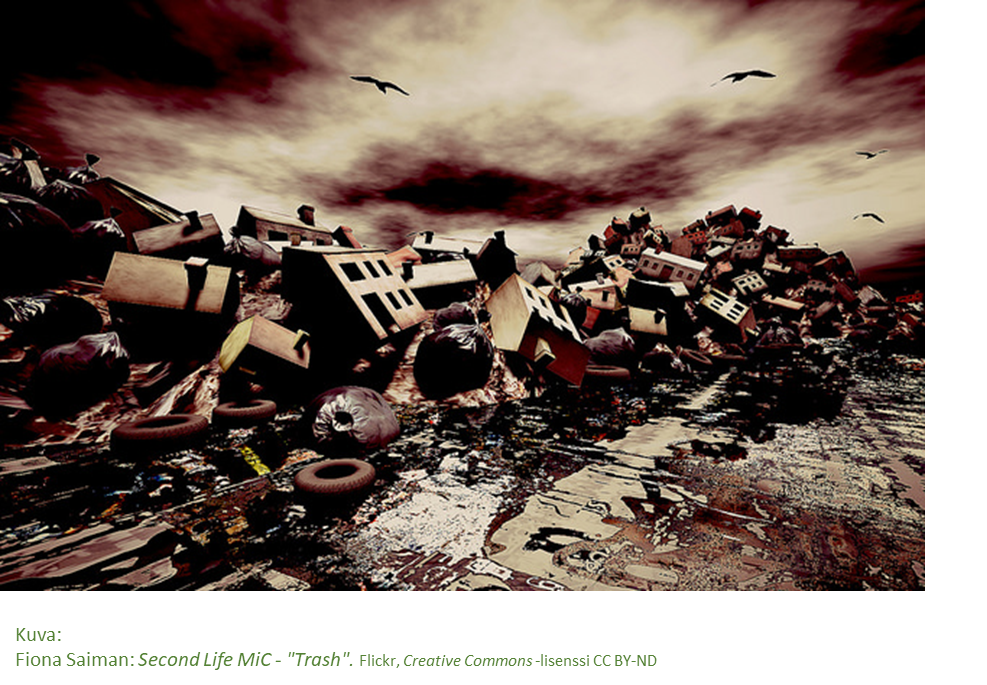 Kuva:
Fiona Saiman: Second Life MiC - "Trash". Flickr, Creative Commons -lisenssi CC BY-ND